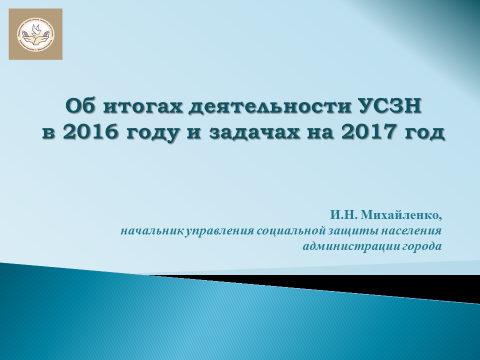 Об итогах деятельности УСЗН
в 2016 году и задачах на 2017 год
И.Н. Михайленко,
начальник управления социальной защиты населения
администрации города